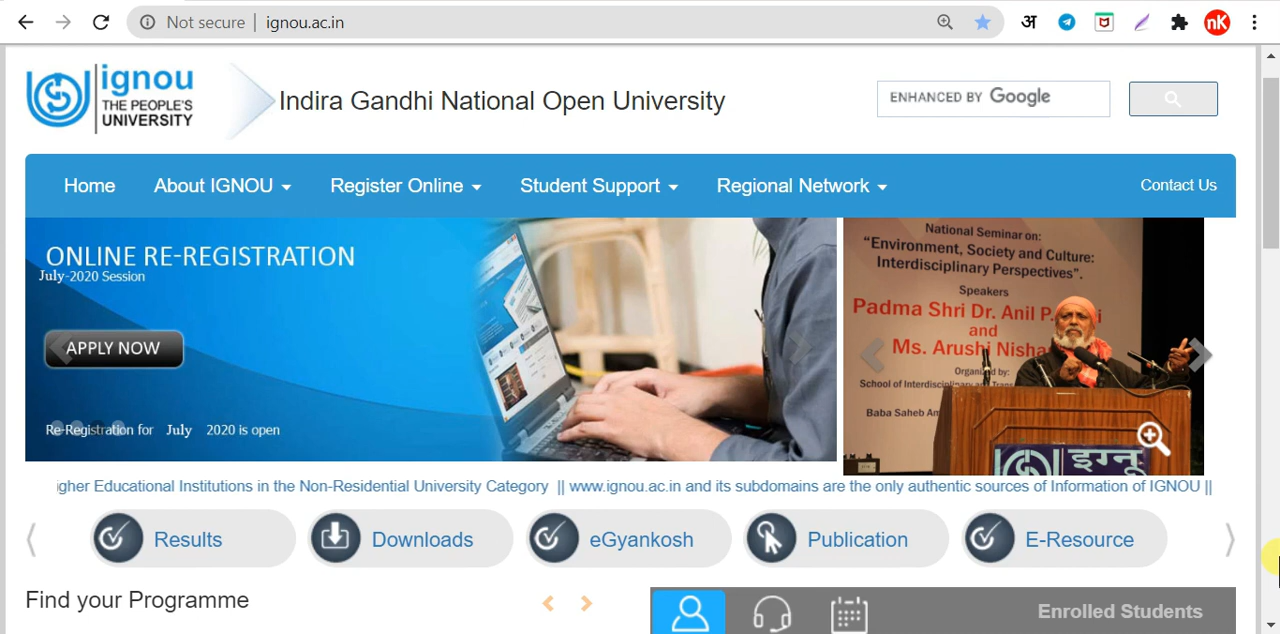 Not secure | ignou.ac.in
अ
nK
ignou
THE PEOPLE'S
UNIVERSITY
Indira Gandhi National Open University
ENHANCED BY Google
Home
About IGNOU
Register Online
Student Support
Regional Network
Contact Us
ONLINE RE-REGISTRATION
July-2020 Session
APPLY NOW
Re-Registration for July 2020 is open
National Seminar on:
"Environment, Society and Culture:
Interdisciplinary Perspectives".
Speakers
Padma Shri Dr. Anil P.
and
Ms. Arushi
Organized by:
School of
Baba Saheb
इग्नू
igher Educational Institutions in the Non-Residential University Category || www.ignou.ac.in and its subdomains are the only authentic sources of Information of IGNOU ||
Results
Downloads
eGyankosh
Publication
E-Resource
Find your Programme
Enrolled Students